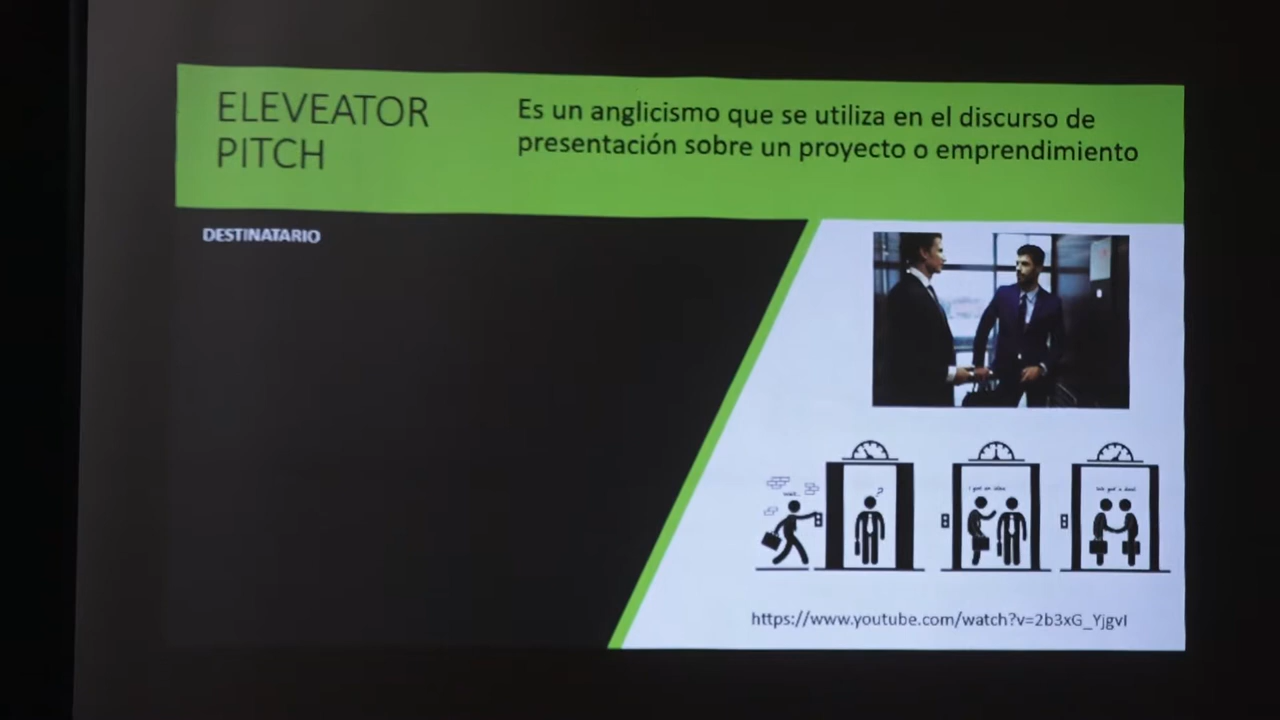 ELEVEATOR
PITCH
Es un anglicismo que se utiliza en el discurso de
presentación sobre un proyecto o emprendimiento
DESTINATARIO
wait...
?
https://www.youtube.com/watch?v=2b3xG_YjgvI